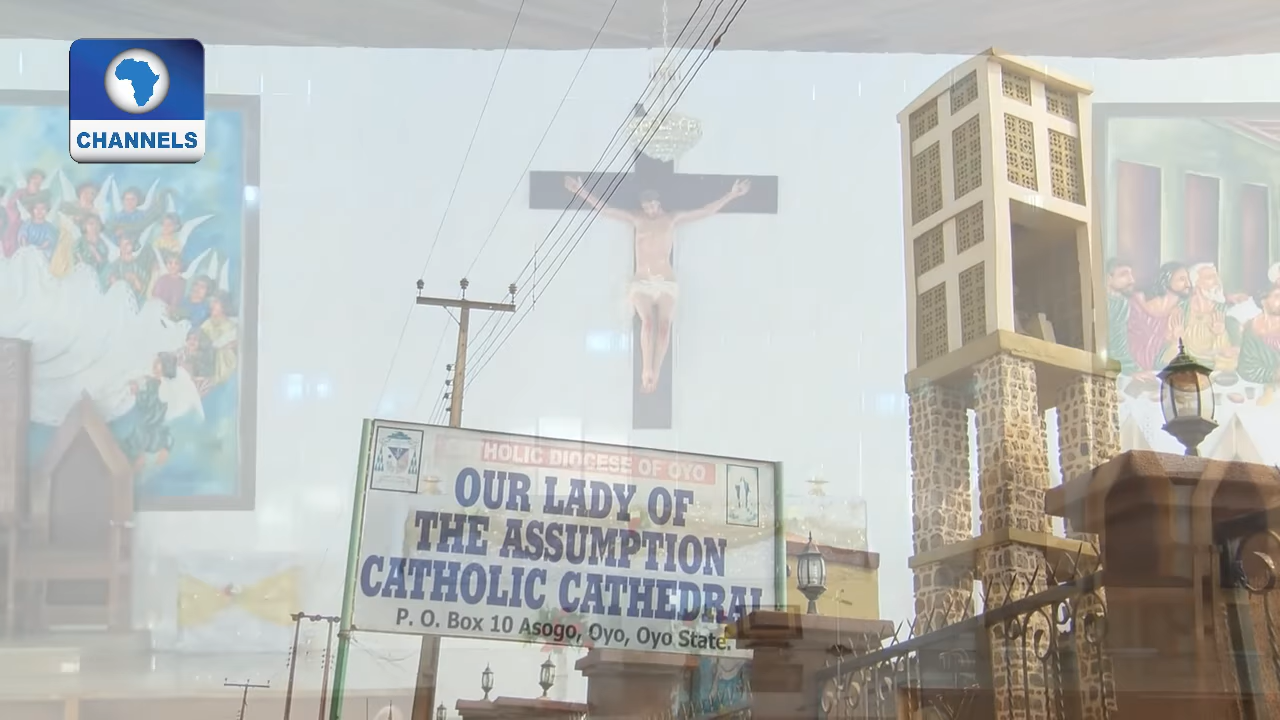 CHANNELS
HOLIC DIOCESE OF OYO
OUR LADY OF
THE ASSUMPTION
CATHOLIC CATHEDRAL
P. O. Box 10 Asogo, Oyo, Oyo State.